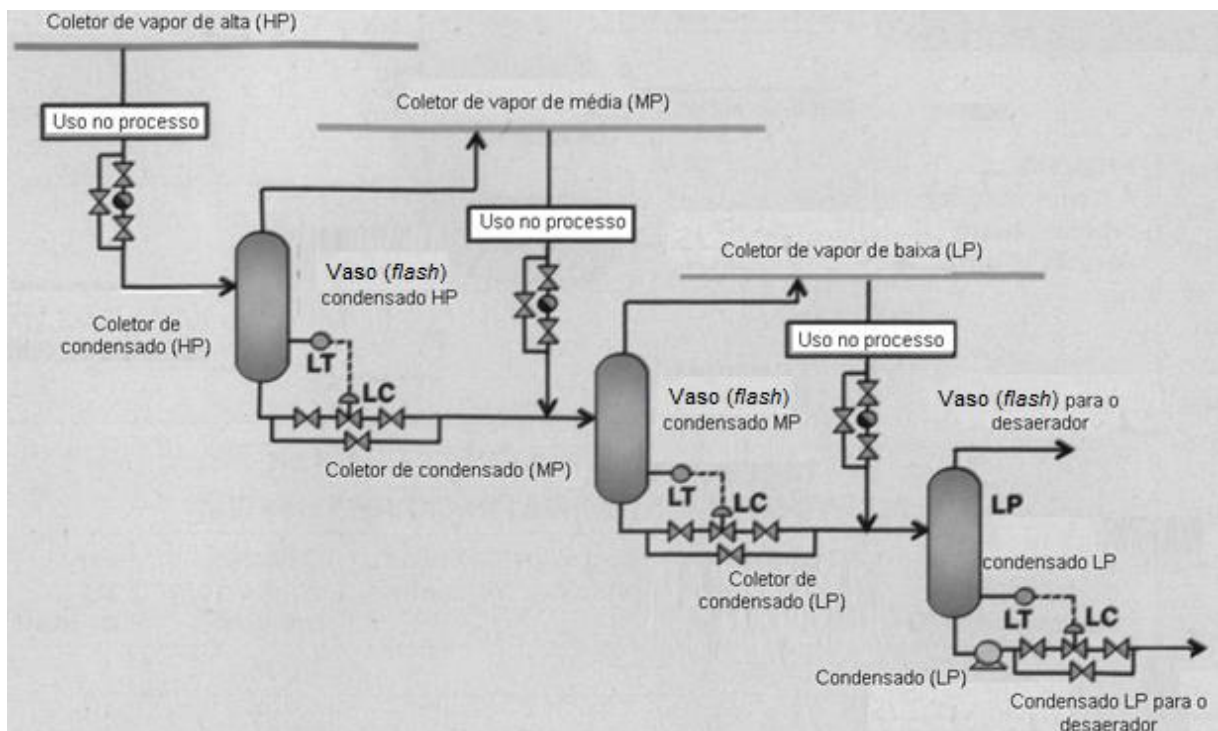 Coletor de vapor de alta (HP)
Uso no processo
Coletor de vapor de média (MP)
Uso no processo
Vaso (flash)
condensado HP
Coletor de
condensado (HP)
LT
LC
Coletor de condensado (MP)
Coletor de vapor de baixa (LP)
Uso no processo
Vaso (flash)
condensado MP
LT
LC
Coletor de
condensado (LP)
Vaso (flash) para o
desaerador
LP
condensado LP
LT
LC
Condensado (LP)
Condensado LP para o
desaerador